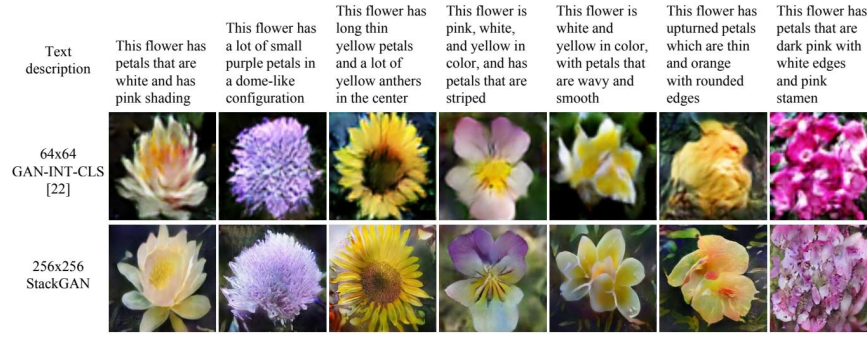 Text
description
This flower has
petals that are
white and has
pink shading
This flower has
a lot of small
purple petals in
a dome-like
configuration
This flower has
long thin
yellow petals
and a lot of
yellow anthers
in the center
This flower is
pink, white,
and yellow in
color, and has
petals that are
striped
This flower is
white and
yellow in color,
with petals that
are wavy and
smooth
This flower has
upturned petals
which are thin
and orange
with rounded
edges
This flower has
petals that are
dark pink with
white edges
and pink
stamen
64x64
GAN-INT-CLS
[22]
256x256
StackGAN